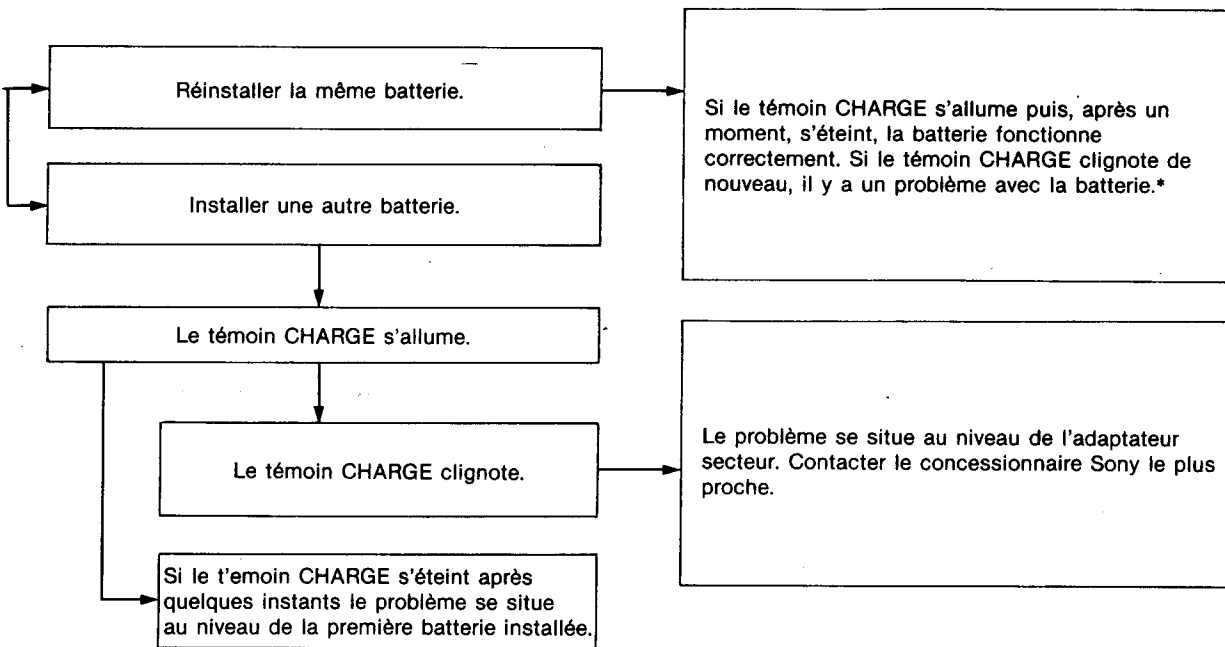 Réinstaller la même batterie.
Si le témoin CHARGE s'allume puis, après un
moment, s'éteint, la batterie fonctionne
correctement. Si le témoin CHARGE clignote de
nouveau, il y a un problème avec la batterie.*
Installer une autre batterie.
Le témoin CHARGE s'allume.
Le témoin CHARGE clignote.
Le problème se situe au niveau de l'adaptateur
secteur. Contacter le concessionnaire Sony le plus
proche.
Si le t'emoin CHARGE s'éteint après
quelques instants le problème se situe
au niveau de la première batterie installée.